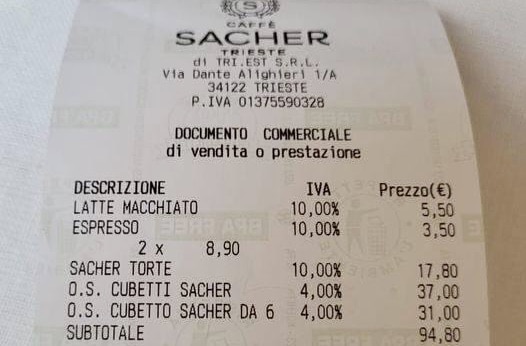 S
CAFFÈ
SACHER
TRIESTE
di TRI.EST S.R.L.
Via Dante Alighieri 1/A
34122 TRIESTE
P.IVA 01375590328
DOCUMENTO COMMERCIALE
di vendita o prestazione
DESCRIZIONE IVA Prezzo(€)
LATTE MACCHIATO 10,00% 5,50
ESPRESSO 10,00% 3,50
2 x 8,90
SACHER TORTE 10,00% 17,80
O.S. CUBETTI SACHER 4,00% 37,00
O.S. CUBETTO SACHER DA 6 4,00% 31,00
SUBTOTALE 94,80